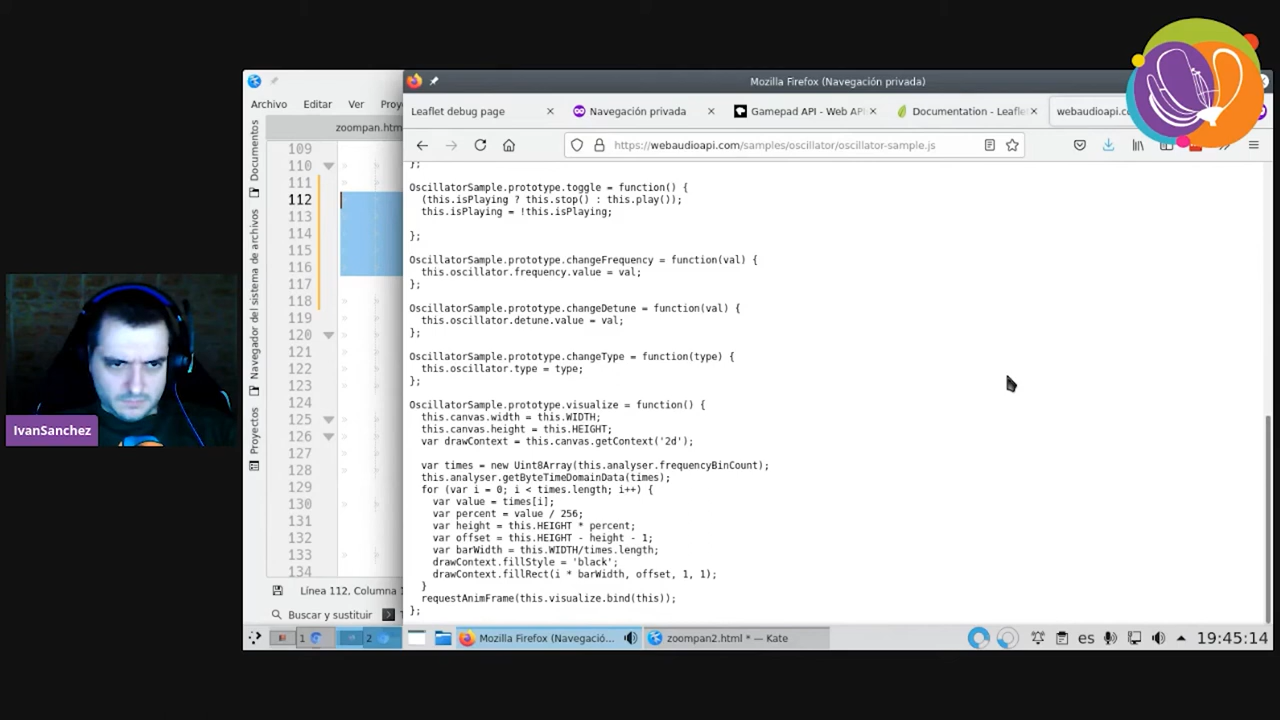 Mozilla Firefox (Navegación privada)
Archivo Editar Ver Proy
Leaflet debug page
Navegación privada
Gamepad API - Web API
Documentation - Leaflet
webaudioapi.c
zoompan.htm
https://webaudioapi.com/samples/oscillator/oscillator-sample.js
Documentos
Navegador del sistema de archivos
Proyectos
109
110
111
112
113
114
115
116
117
118
119
120
121
122
123
124
125
126
127
128
129
130
131
132
133
134
};
OscillatorSample.prototype.toggle = function() {
(this.isPlaying ? this.stop() : this.play());
this.isPlaying = !this.isPlaying;
};
OscillatorSample.prototype.changeFrequency = function(val) {
this.oscillator.frequency.value = val;
};
OscillatorSample.prototype.changeDetune = function(val) {
this.oscillator.detune.value = val;
};
OscillatorSample.prototype.changeType = function(type) {
this.oscillator.type = type;
};
OscillatorSample.prototype.visualize = function() {
this.canvas.width = this.WIDTH;
this.canvas.height = this.HEIGHT;
var drawContext = this.canvas.getContext('2d');
var times = new Uint8Array(this.analyser.frequencyBinCount);
this.analyser.getByteTimeDomainData(times);
for (var i = 0; i < times.length; i++) {
var value = times[i];
var percent = value / 256;
var height = this.HEIGHT * percent;
var offset = this.HEIGHT - height - 1;
var barWidth = this.WIDTH/times.length;
drawContext.fillStyle = 'black';
drawContext.fillRect(i * barWidth, offset, 1, 1);
}
requestAnimFrame(this.visualize.bind(this));
};
IvanSanchez
Línea 112, Columna 1
Buscar y sustituir
1
2
Mozilla Firefox (Navegació...
zoompan2.html * — Kate
es
19:45:14